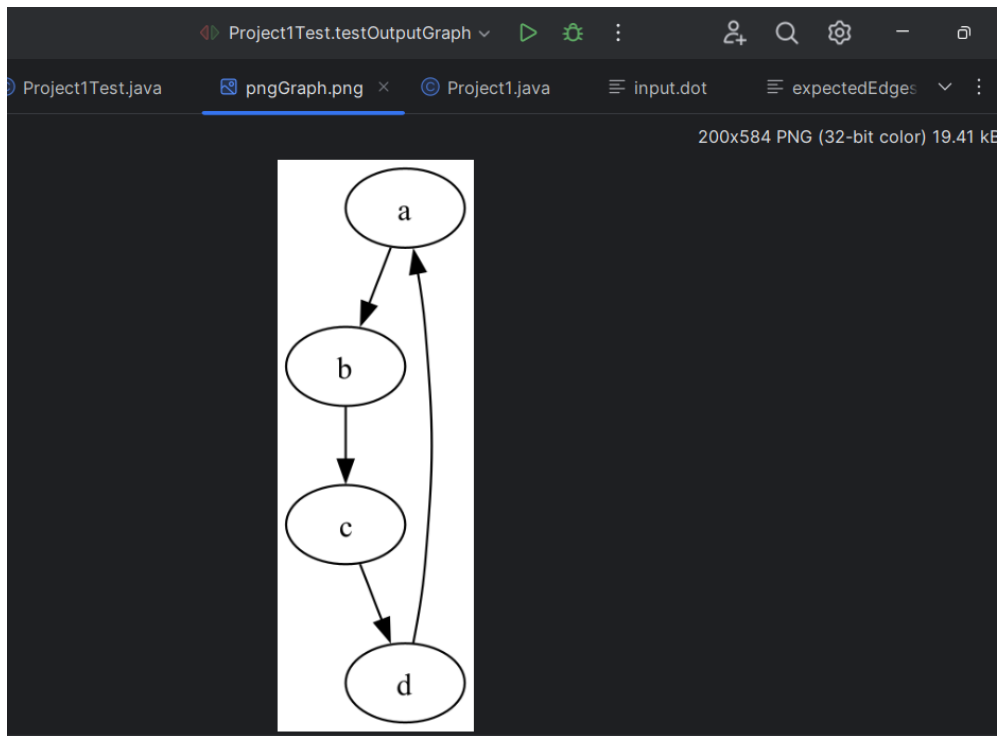 Project1Test.testOutputGraph
Project1Test.java pngGraph.png Project1.java input.dot expectedEdges
200x584 PNG (32-bit color) 19.41 kB
a
b
c
d